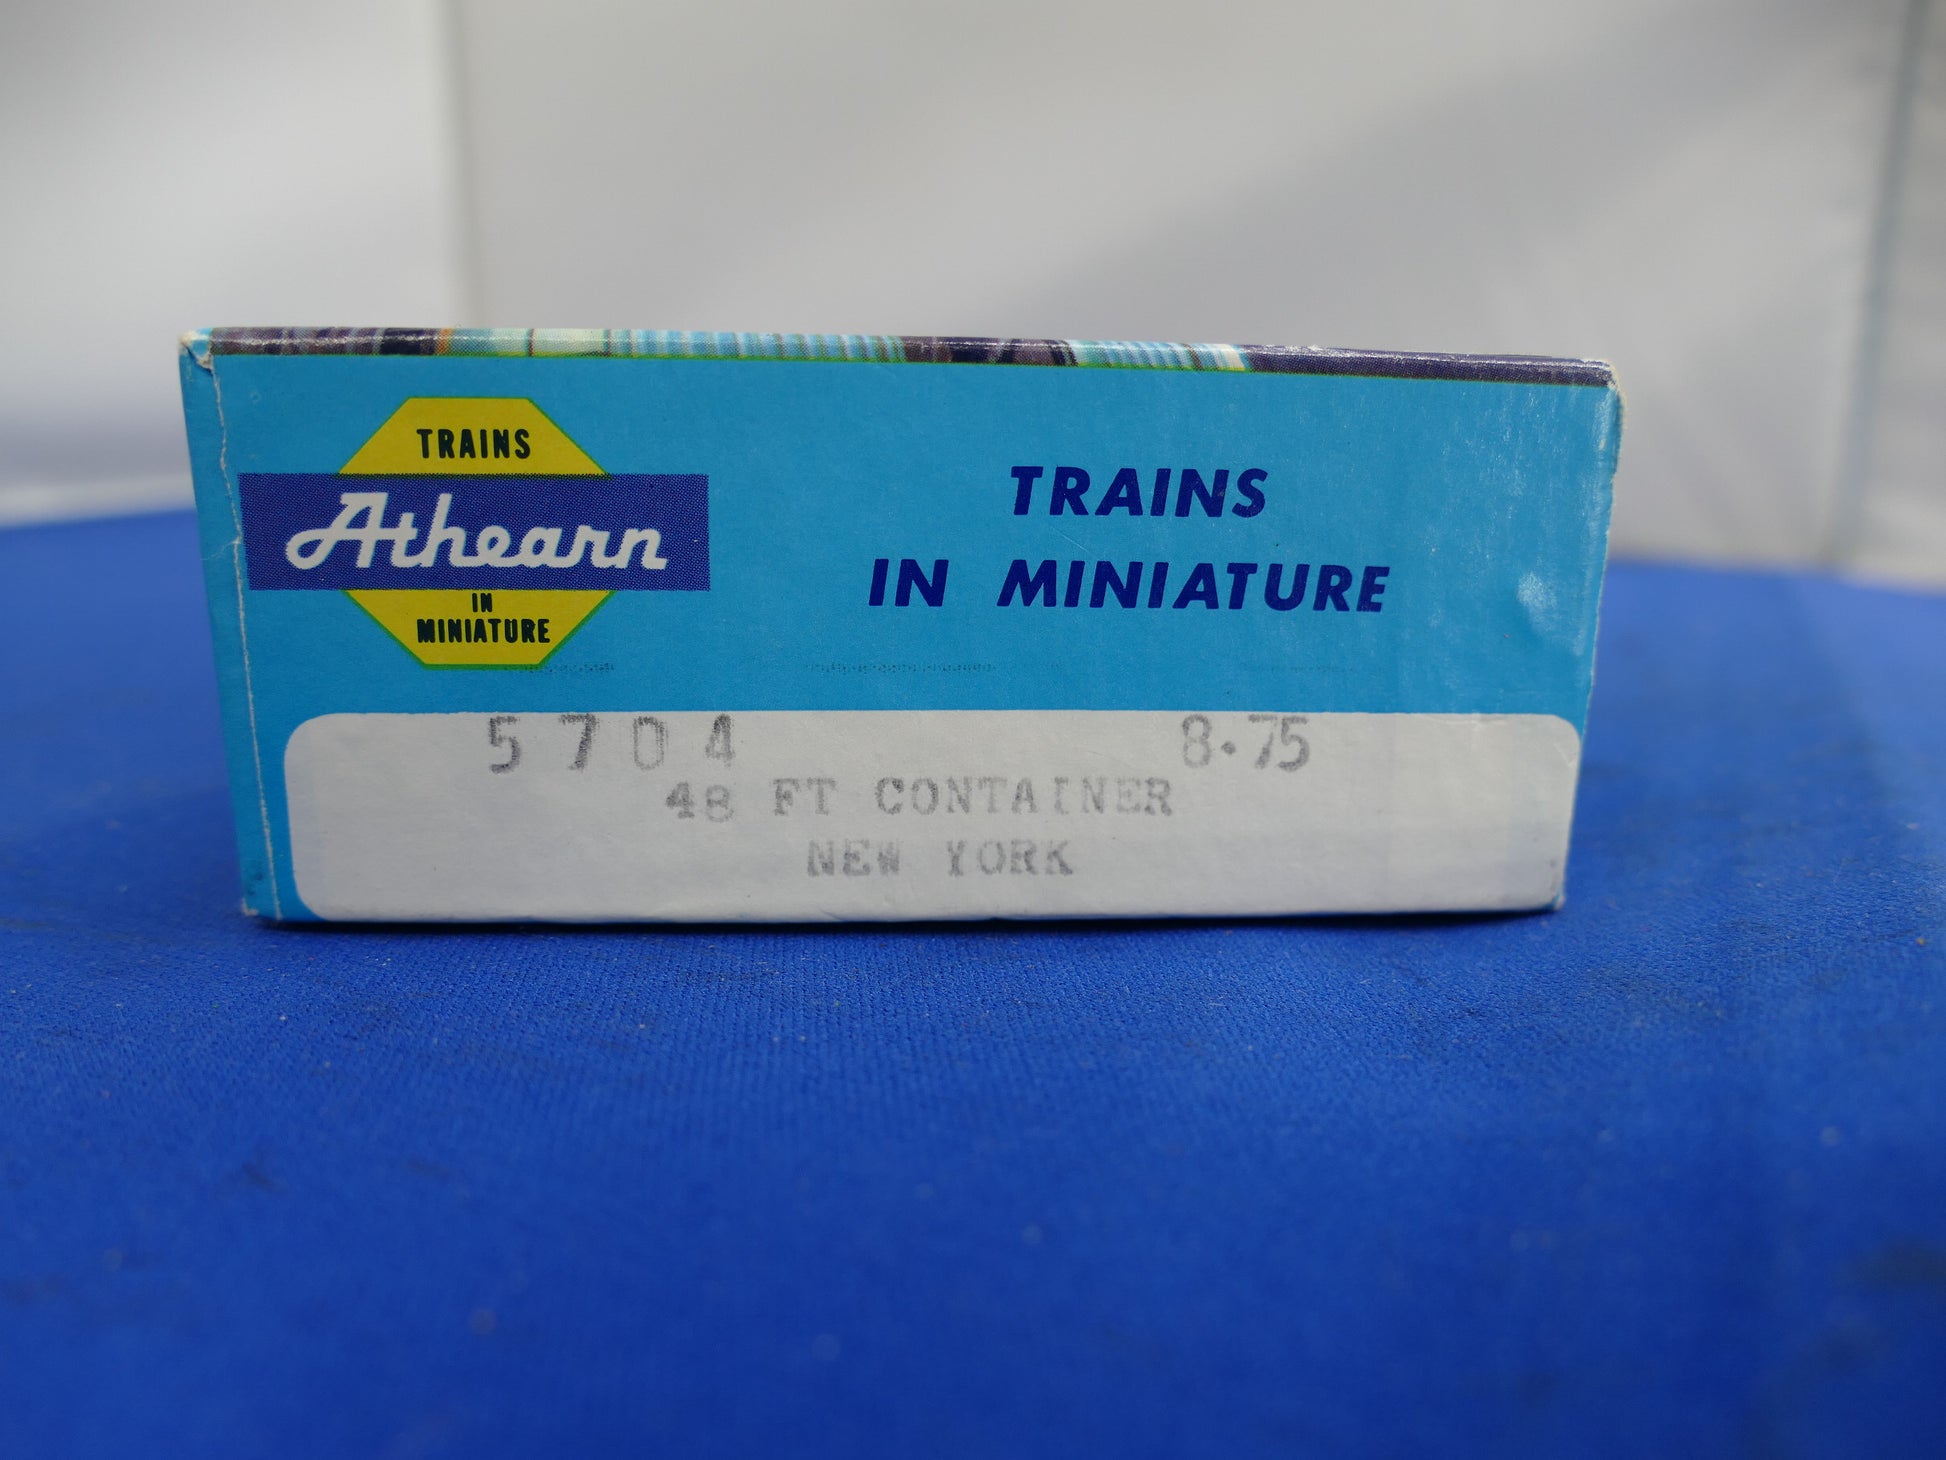 TRAINS
Athearn
IN
MINIATURE
TRAINS
IN MINIATURE
5704 8.75
48 FT CONTAINER
NEW YORK